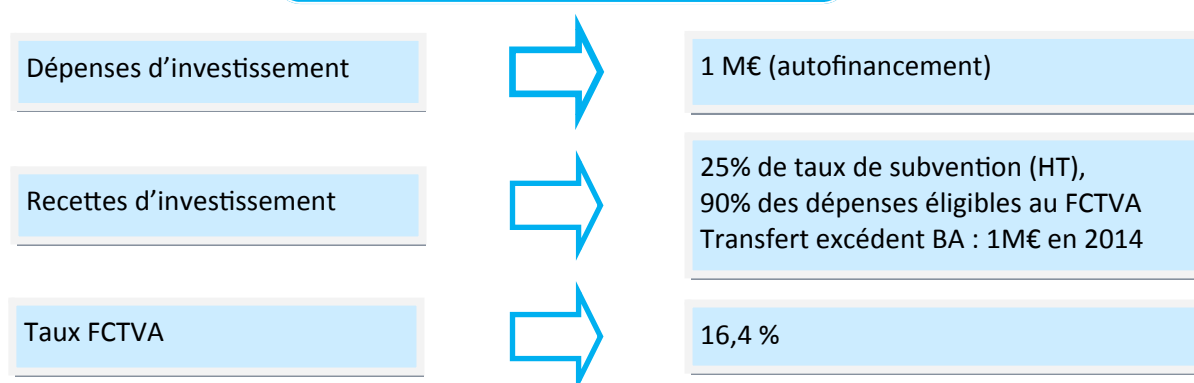 Dépenses d’investissement
1 M€ (autofinancement)
Recettes d’investissement
25% de taux de subvention (HT),
90% des dépenses éligibles au FCTVA
Transfert excédent BA : 1M€ en 2014
Taux FCTVA
16,4 %